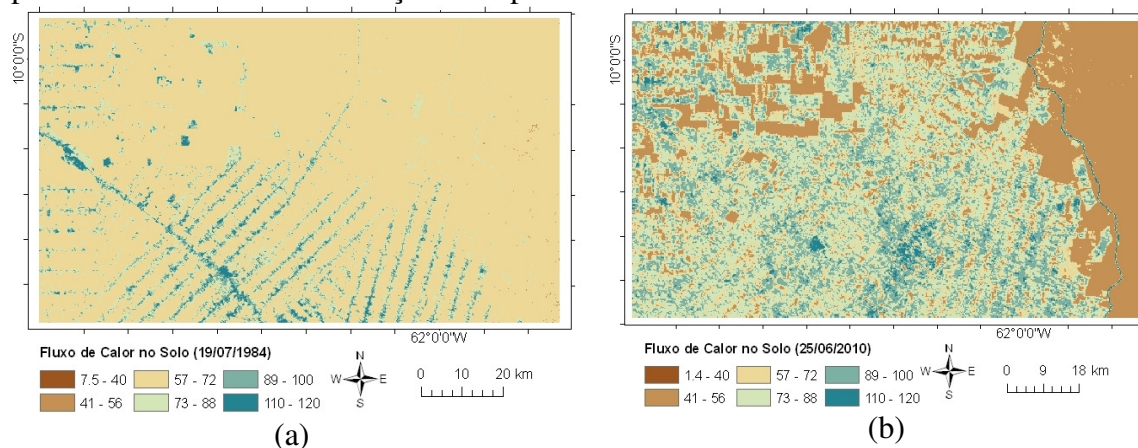 10°0'0"S
62°0'0"W
Fluxo de Calor no Solo (19/07/1984)
7.5 - 40
57 - 72
89 - 100
41 - 56
73 - 88
110 - 120
N
W E
S
0 10 20 km
(a)
10°0'0"S
62°0'0"W
Fluxo de Calor no Solo (25/06/2010)
1.4 - 40
57 - 72
89 - 100
41 - 56
73 - 88
110 - 120
N
W E
S
0 9 18 km
(b)